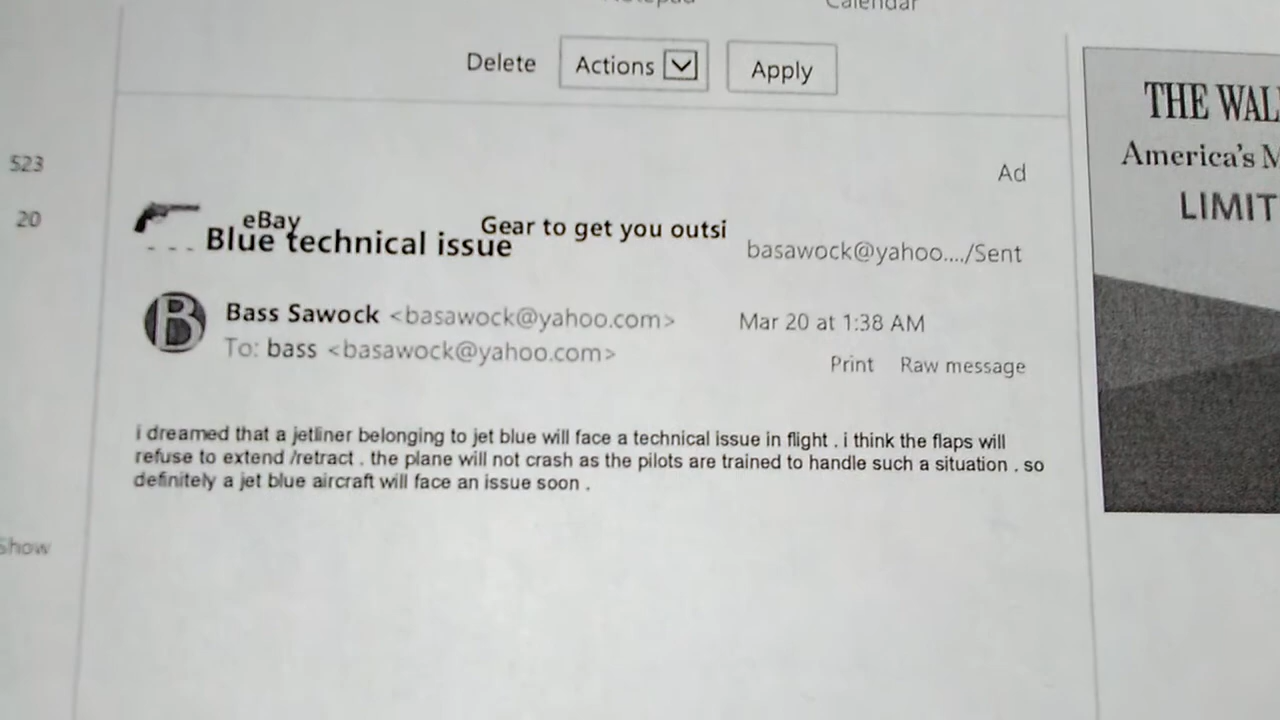 Calendar
Delete Actions Apply
523
20
Ad
eBay Gear to get you outsi
Blue technical issue
basawock@yahoo..../Sent
Bass Sawock <basawock@yahoo.com> Mar 20 at 1:38 AM
To: bass <basawock@yahoo.com>
Print Raw message
i dreamed that a jetliner belonging to jet blue will face a technical issue in flight . i think the flaps will
refuse to extend /retract . the plane will not crash as the pilots are trained to handle such a situation . so
definitely a jet blue aircraft will face an issue soon .
Show
THE WAL
America's M
LIMIT